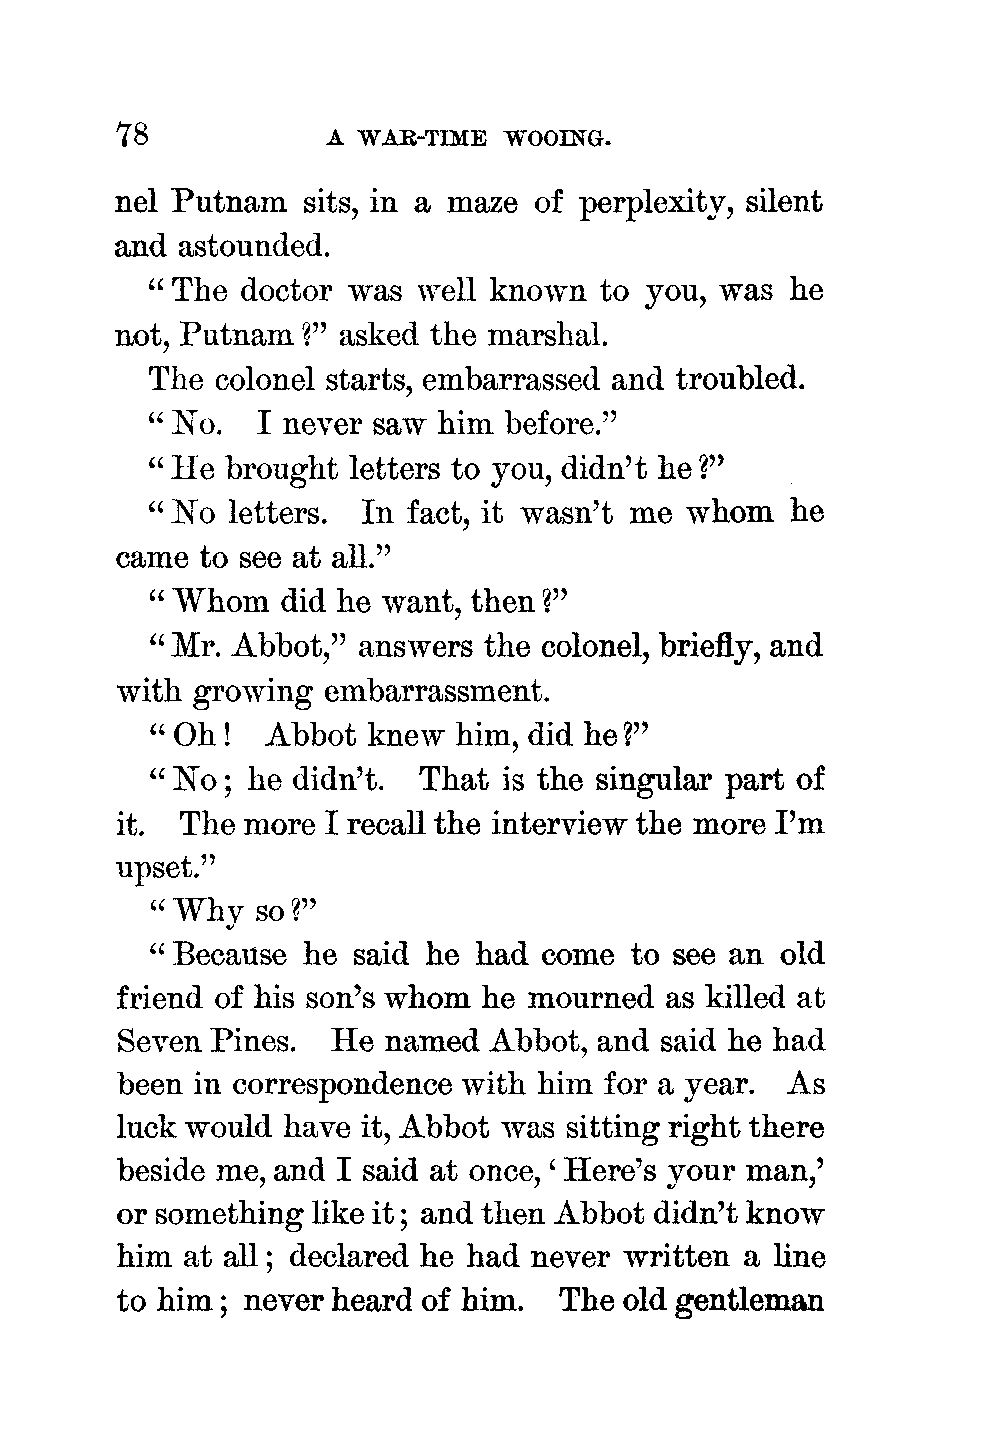 78 A WAR-TIME WOOING.
nel Putnam sits, in a maze of perplexity, silent
and astounded.
“The doctor was well known to you, was he
not, Putnam?” asked the marshal.
The colonel starts, embarrassed and troubled.
“No. I never saw him before.”
“He brought letters to you, didn’t he?”
“No letters. In fact, it wasn’t me whom he
came to see at all.”
“Whom did he want, then?”
“Mr. Abbot,” answers the colonel, briefly, and
with growing embarrassment.
“Oh! Abbot knew him, did he?”
“No; he didn’t. That is the singular part of
it. The more I recall the interview the more I’m
upset.”
“Why so?”
“Because he said he had come to see an old
friend of his son’s whom he mourned as killed at
Seven Pines. He named Abbot, and said he had
been in correspondence with him for a year. As
luck would have it, Abbot was sitting right there
beside me, and I said at once, ‘Here’s your man,’
or something like it; and then Abbot didn’t know
him at all; declared he had never written a line
to him; never heard of him. The old gentleman